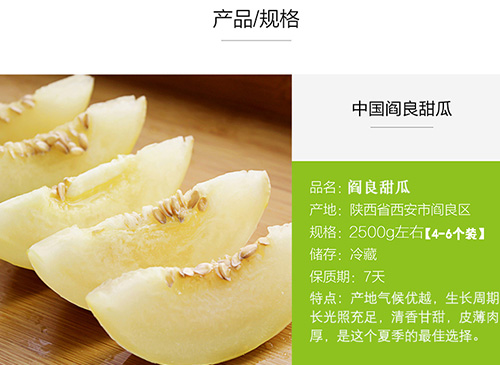 产品/规格
中国阎良甜瓜
品名：阎良甜瓜
产地：陕西省西安市阎良区
规格：2500g左右【4-6个装】
储存：冷藏
保质期：7天
特点：产地气候优越，生长周期
长光照充足，清香甘甜，皮薄肉
厚，是这个夏季的最佳选择。